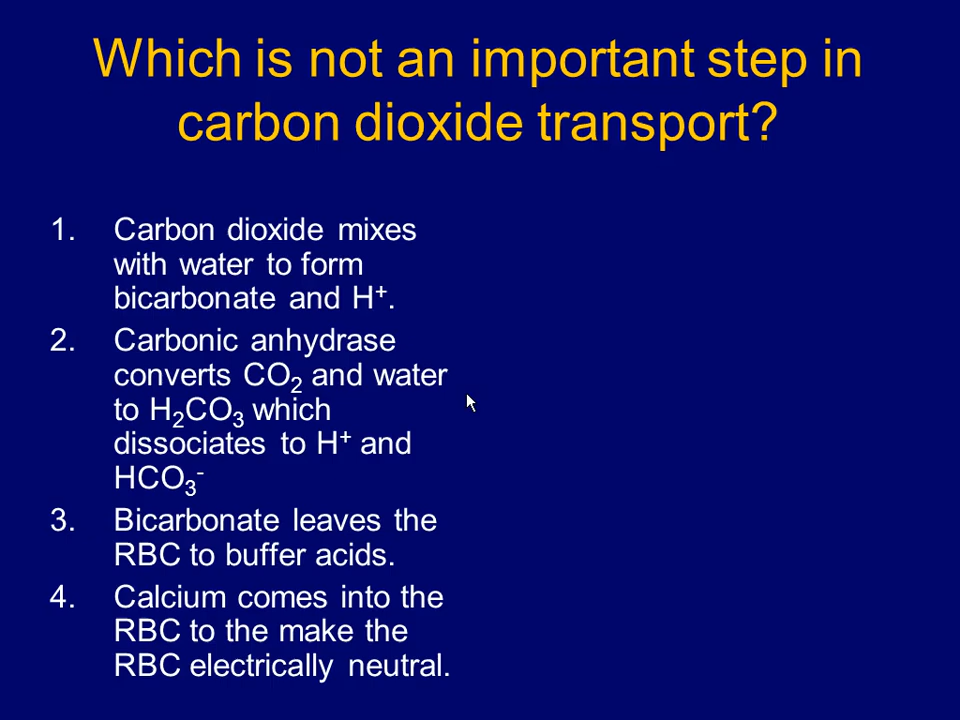 Which is not an important step in
carbon dioxide transport?
1. Carbon dioxide mixes
with water to form
bicarbonate and H⁺.
2. Carbonic anhydrase
converts CO₂ and water
to H₂CO₃ which
dissociates to H⁺ and
HCO₃⁻
3. Bicarbonate leaves the
RBC to buffer acids.
4. Calcium comes into the
RBC to the make the
RBC electrically neutral.